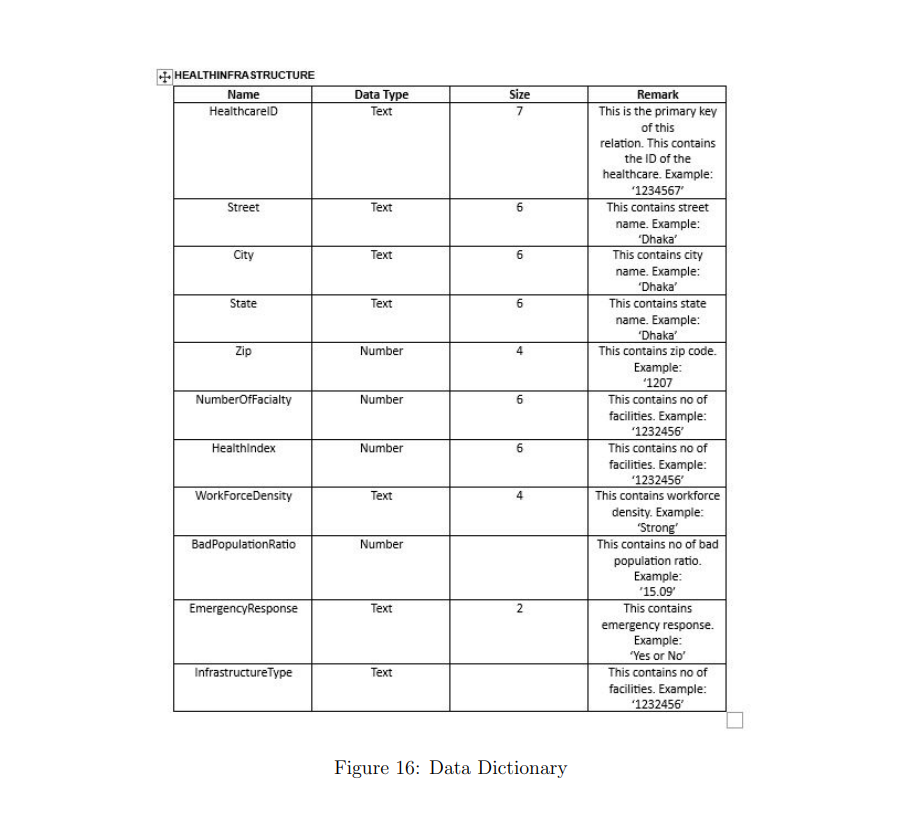 HEALTHINFRASTRUCTURE
Name Data Type Size Remark
HealthcareID Text 7 This is the primary key
of this
relation. This contains
the ID of the
healthcare. Example:
‘1234567’
Street Text 6 This contains street
name. Example:
‘Dhaka’
City Text 6 This contains city
name. Example:
‘Dhaka’
State Text 6 This contains state
name. Example:
‘Dhaka’
Zip Number 4 This contains zip code.
Example:
‘1207
NumberOfFacialty Number 6 This contains no of
facilities. Example:
‘1232456’
HealthIndex Number 6 This contains no of
facilities. Example:
‘1232456’
WorkForceDensity Text 4 This contains workforce
density. Example:
‘Strong’
BadPopulationRatio Number This contains no of bad
population ratio.
Example:
‘15.09’
EmergencyResponse Text 2 This contains
emergency response.
Example:
‘Yes or No’
InfrastructureType Text This contains no of
facilities. Example:
‘1232456’
Figure 16: Data Dictionary